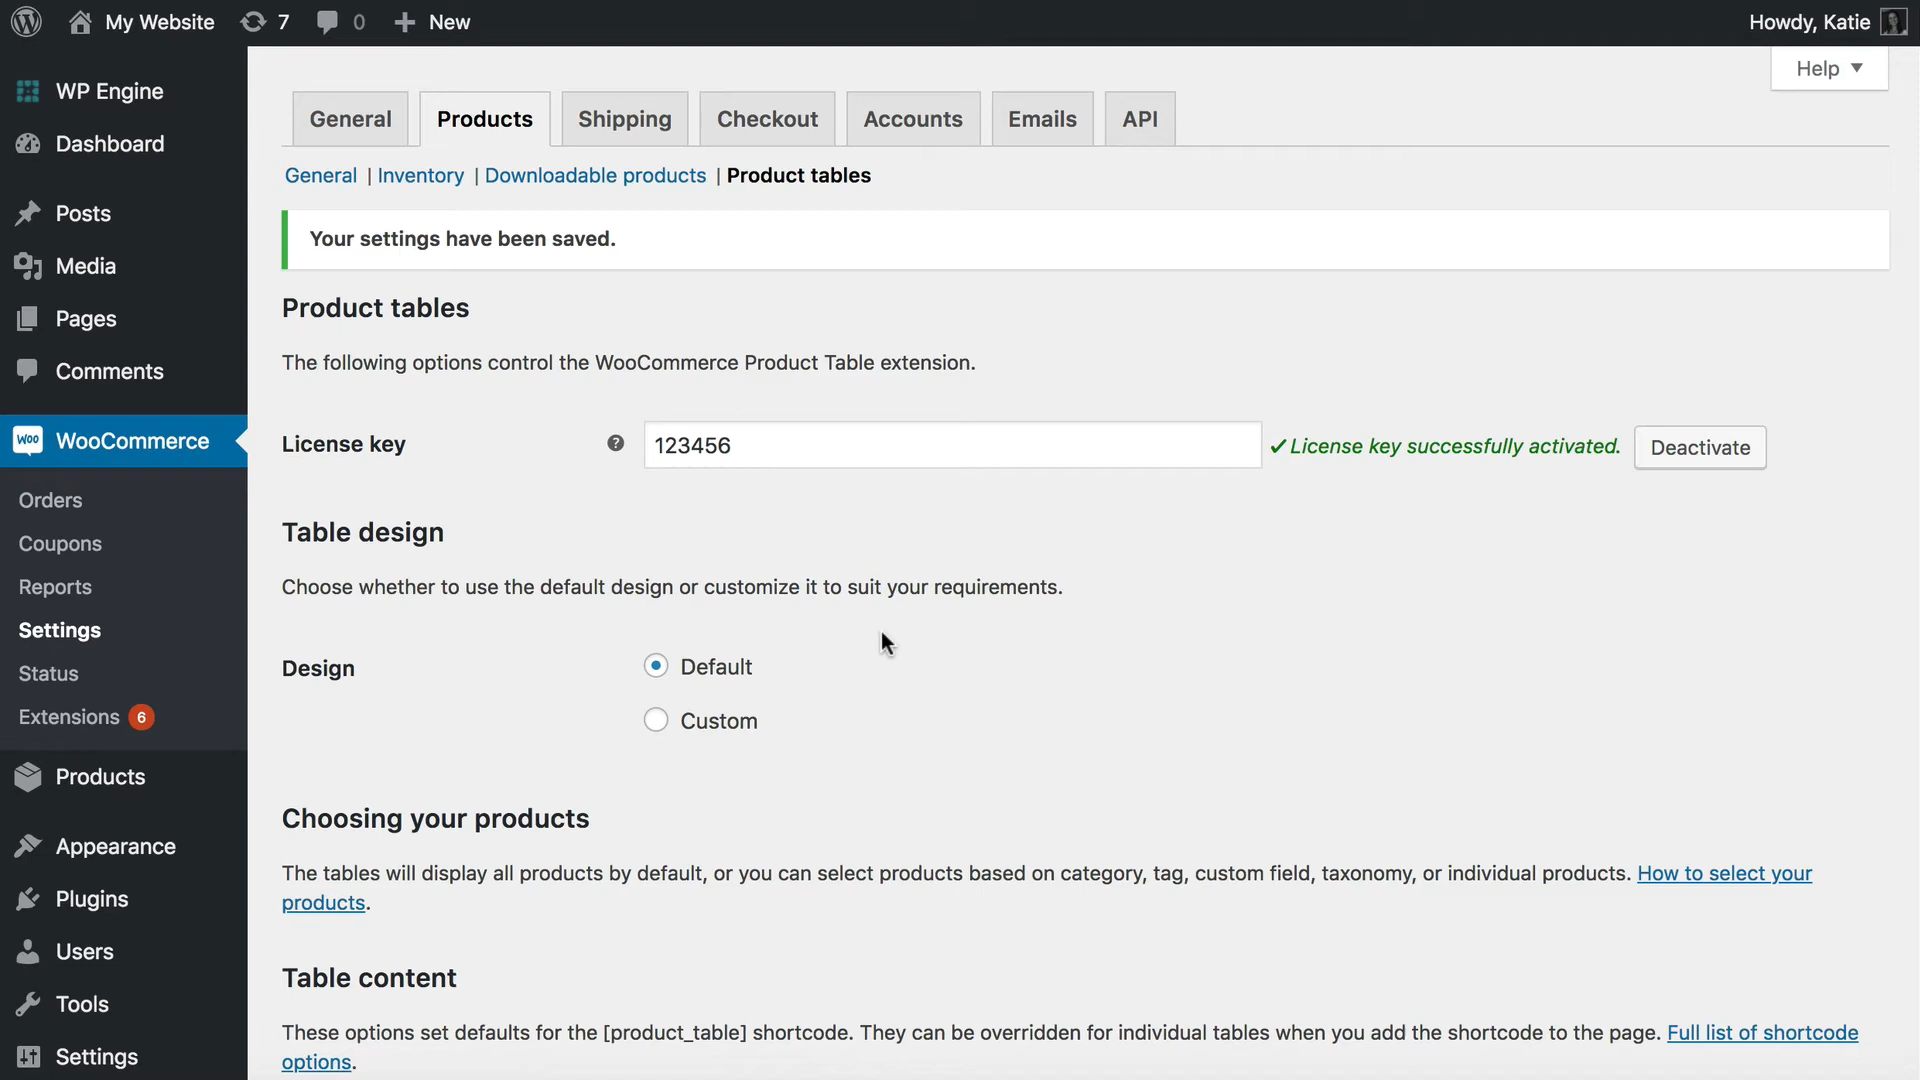 My Website 7 0 New Howdy, Katie
Help
WP Engine
Dashboard
Posts
Media
Pages
Comments
WOO WooCommerce
Orders
Coupons
Reports
Settings
Status
Extensions 6
Products
Appearance
Plugins
Users
Tools
Settings
General Products Shipping Checkout Accounts Emails API
General | Inventory | Downloadable products | Product tables
Your settings have been saved.
Product tables
The following options control the WooCommerce Product Table extension.
License key ? 123456 ✓License key successfully activated. Deactivate
Table design
Choose whether to use the default design or customize it to suit your requirements.
Design Default
Custom
Choosing your products
The tables will display all products by default, or you can select products based on category, tag, custom field, taxonomy, or individual products. How to select your
products.
Table content
These options set defaults for the [product_table] shortcode. They can be overridden for individual tables when you add the shortcode to the page. Full list of shortcode
options.